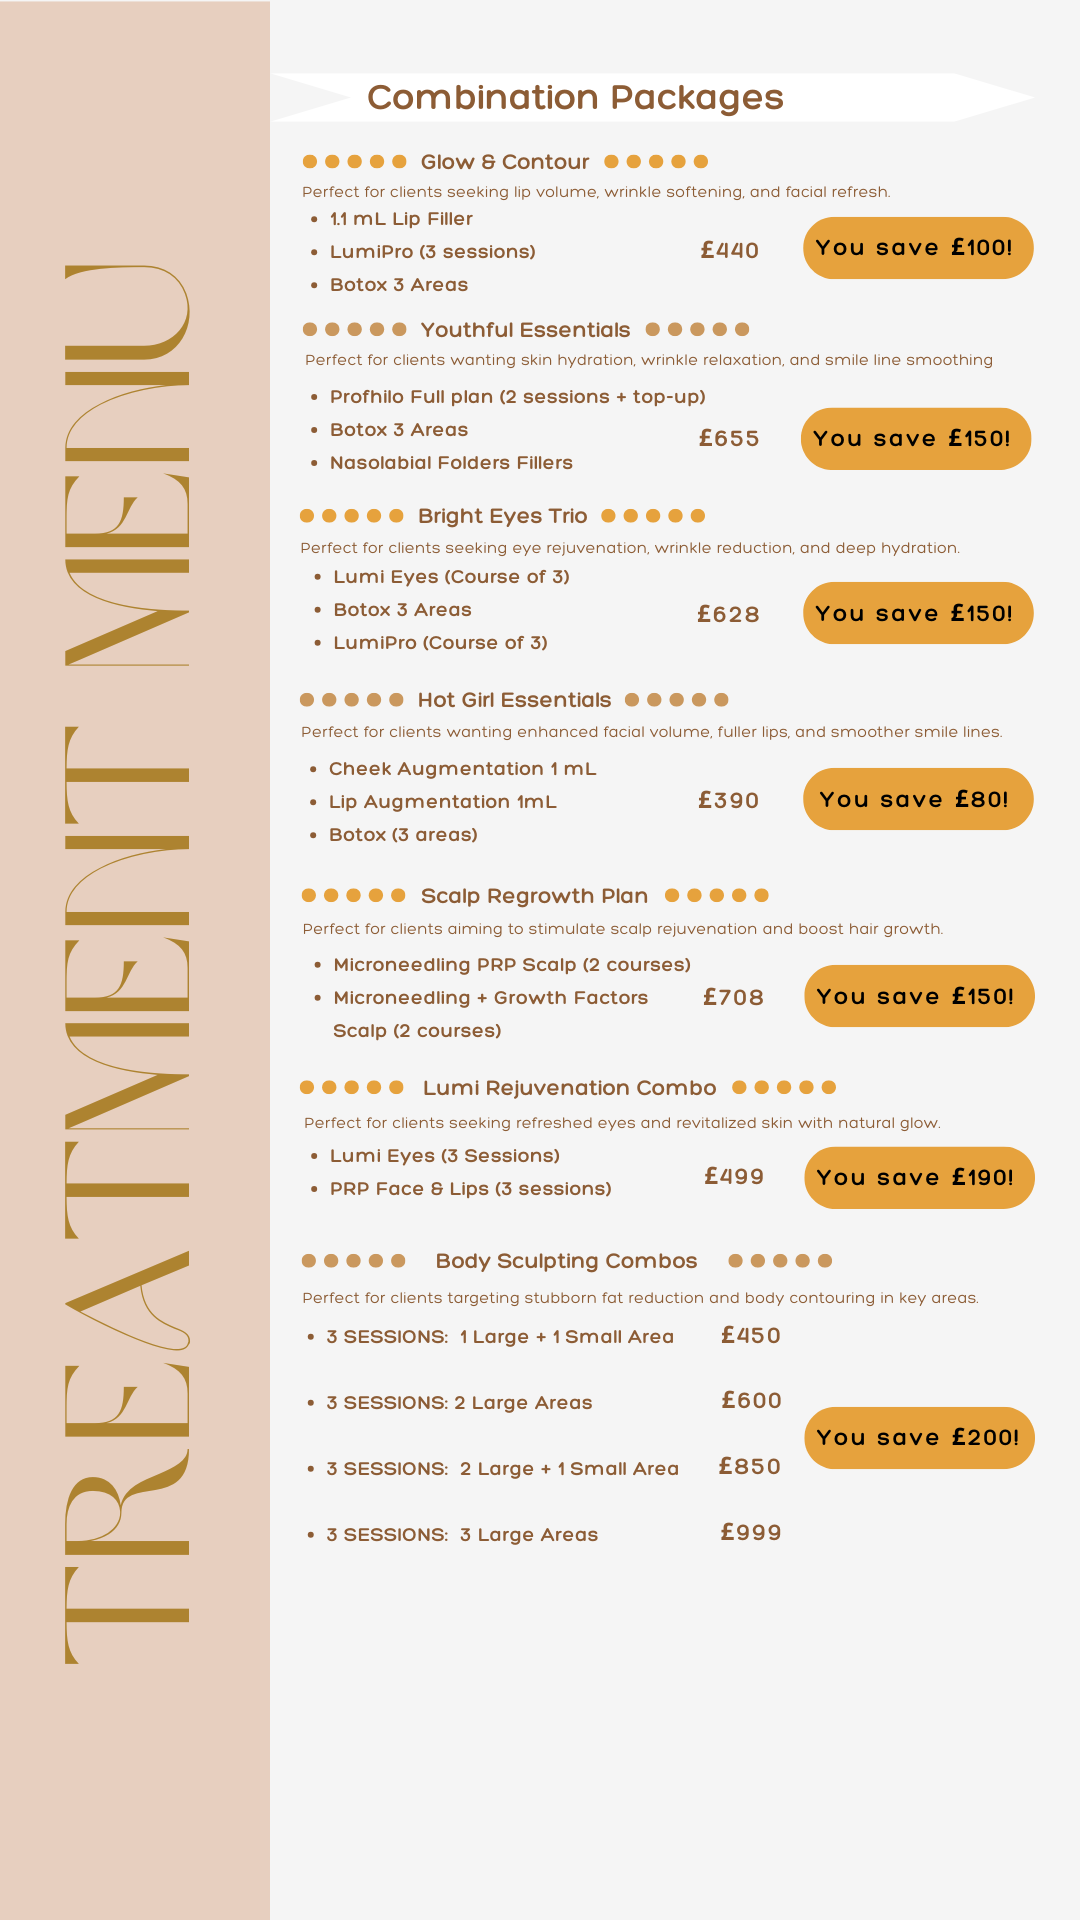 TREATMENT MENU
Combination Packages
Glow & Contour
Perfect for clients seeking lip volume, wrinkle softening, and facial refresh.
• 1.1 mL Lip Filler
• LumiPro (3 sessions)
• Botox 3 Areas
£440
You save £100!
Youthful Essentials
Perfect for clients wanting skin hydration, wrinkle relaxation, and smile line smoothing
• Profhilo Full plan (2 sessions + top-up)
• Botox 3 Areas
• Nasolabial Folders Fillers
£655
You save £150!
Bright Eyes Trio
Perfect for clients seeking eye rejuvenation, wrinkle reduction, and deep hydration.
• Lumi Eyes (Course of 3)
• Botox 3 Areas
• LumiPro (Course of 3)
£628
You save £150!
Hot Girl Essentials
Perfect for clients wanting enhanced facial volume, fuller lips, and smoother smile lines.
• Cheek Augmentation 1 mL
• Lip Augmentation 1mL
• Botox (3 areas)
£390
You save £80!
Scalp Regrowth Plan
Perfect for clients aiming to stimulate scalp rejuvenation and boost hair growth.
• Microneedling PRP Scalp (2 courses)
• Microneedling + Growth Factors
Scalp (2 courses)
£708
You save £150!
Lumi Rejuvenation Combo
Perfect for clients seeking refreshed eyes and revitalized skin with natural glow.
• Lumi Eyes (3 Sessions)
• PRP Face & Lips (3 sessions)
£499
You save £190!
Body Sculpting Combos
Perfect for clients targeting stubborn fat reduction and body contouring in key areas.
• 3 SESSIONS: 1 Large + 1 Small Area £450
• 3 SESSIONS: 2 Large Areas £600
• 3 SESSIONS: 2 Large + 1 Small Area £850
• 3 SESSIONS: 3 Large Areas £999
You save £200!